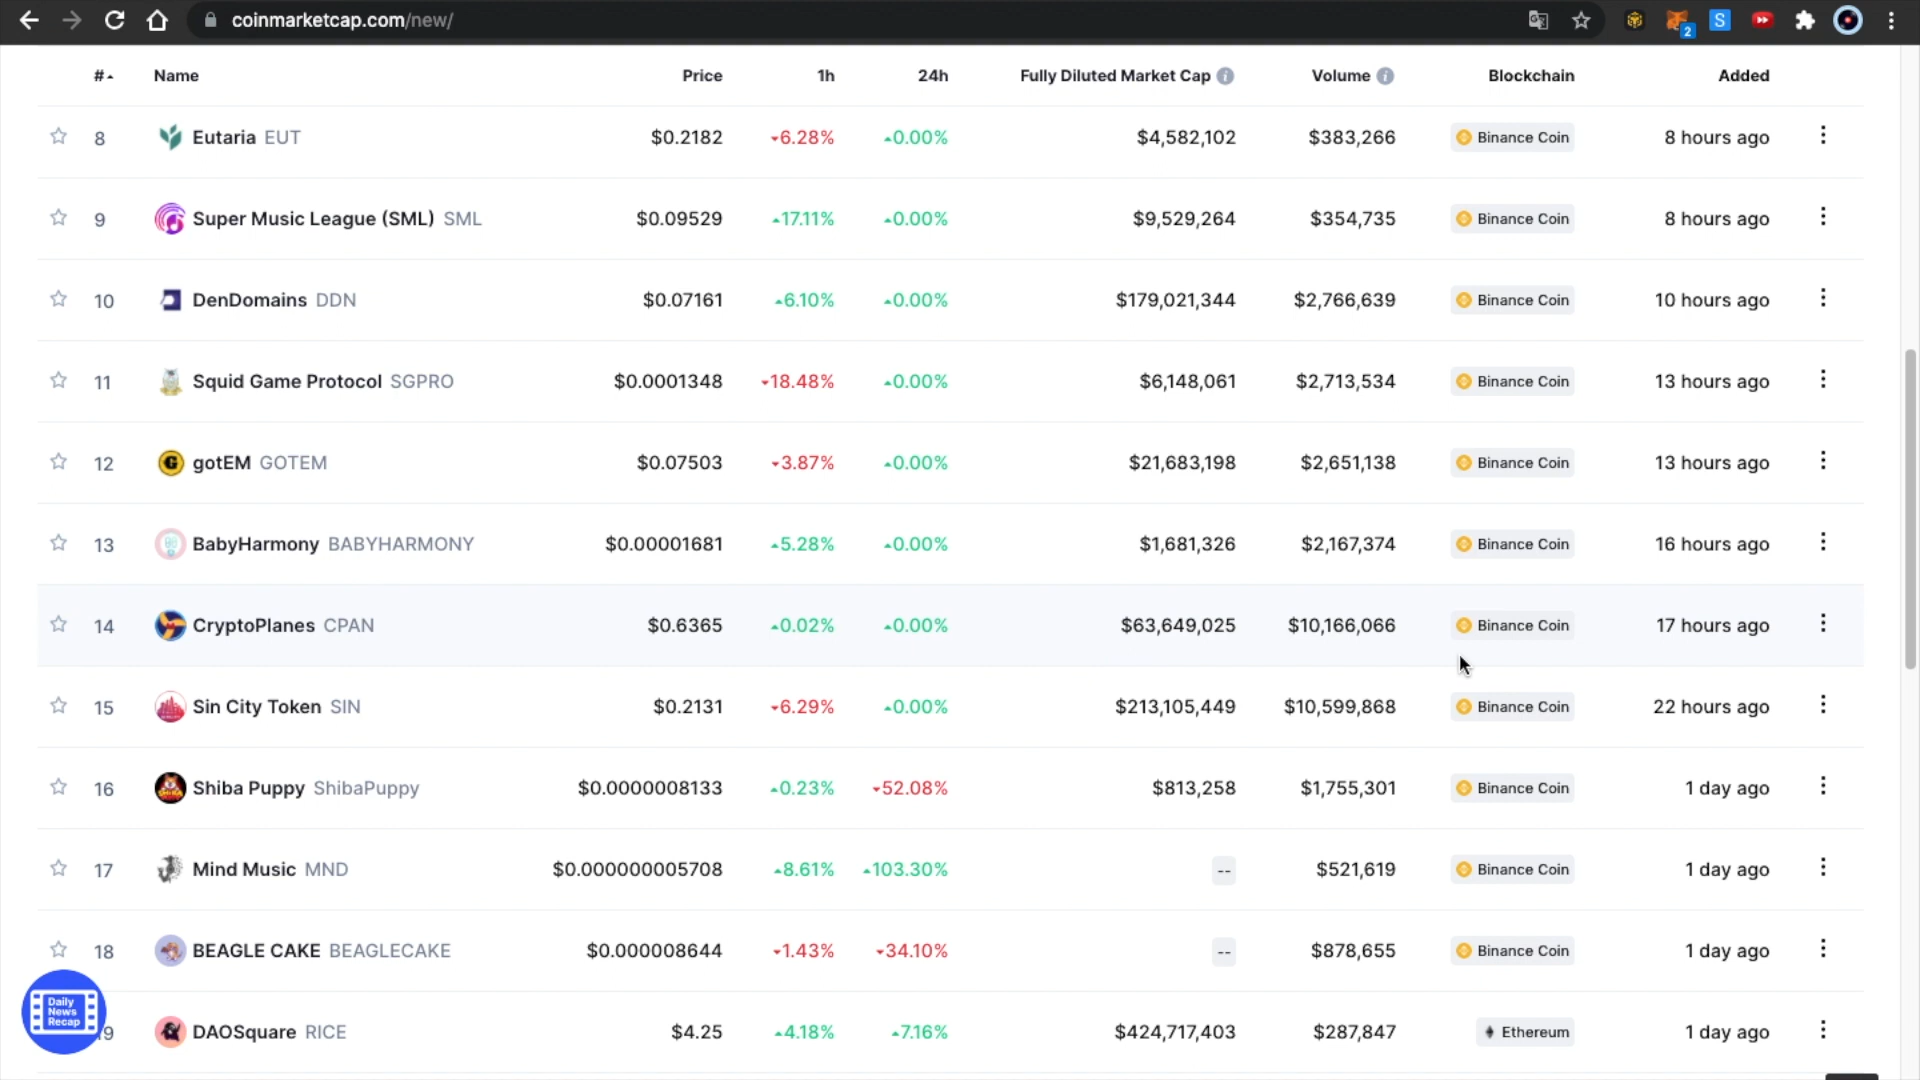 coinmarketcap.com/new/
2
S
# Name Price 1h 24h Fully Diluted Market Cap Volume Blockchain Added
8 Eutaria EUT $0.2182 6.28% 0.00% $4,582,102 $383,266 Binance Coin 8 hours ago
9 Super Music League (SML) SML $0.09529 17.11% 0.00% $9,529,264 $354,735 Binance Coin 8 hours ago
10 DenDomains DDN $0.07161 6.10% 0.00% $179,021,344 $2,766,639 Binance Coin 10 hours ago
11 Squid Game Protocol SGPRO $0.0001348 18.48% 0.00% $6,148,061 $2,713,534 Binance Coin 13 hours ago
12 gotEM GOTEM $0.07503 3.87% 0.00% $21,683,198 $2,651,138 Binance Coin 13 hours ago
13 BabyHarmony BABYHARMONY $0.00001681 5.28% 0.00% $1,681,326 $2,167,374 Binance Coin 16 hours ago
14 CryptoPlanes CPAN $0.6365 0.02% 0.00% $63,649,025 $10,166,066 Binance Coin 17 hours ago
15 Sin City Token SIN $0.2131 6.29% 0.00% $213,105,449 $10,599,868 Binance Coin 22 hours ago
16 Shiba Puppy ShibaPuppy $0.0000008133 0.23% 52.08% $813,258 $1,755,301 Binance Coin 1 day ago
17 Mind Music MND $0.000000005708 8.61% 103.30% -- $521,619 Binance Coin 1 day ago
18 BEAGLE CAKE BEAGLECAKE $0.000008644 1.43% 34.10% -- $878,655 Binance Coin 1 day ago
9 DAOSquare RICE $4.25 4.18% 7.16% $424,717,403 $287,847 Ethereum 1 day ago
Daily
News
Recap